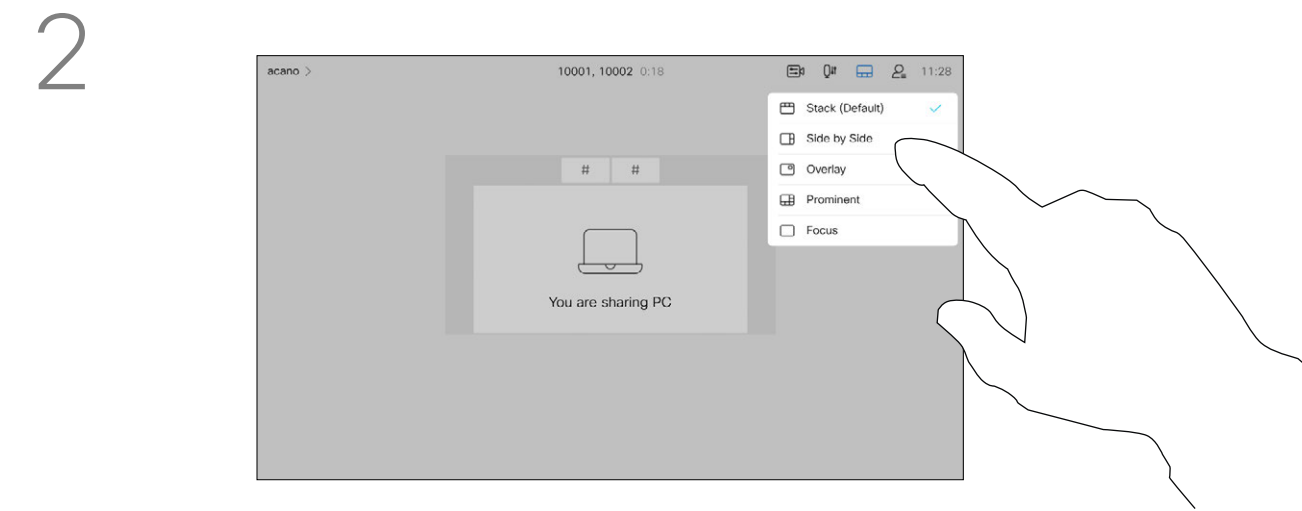 2
acano >
10001, 10002 0:18
11:28
Stack (Default)
Side by Side
Overlay
Prominent
Focus
# #
You are sharing PC